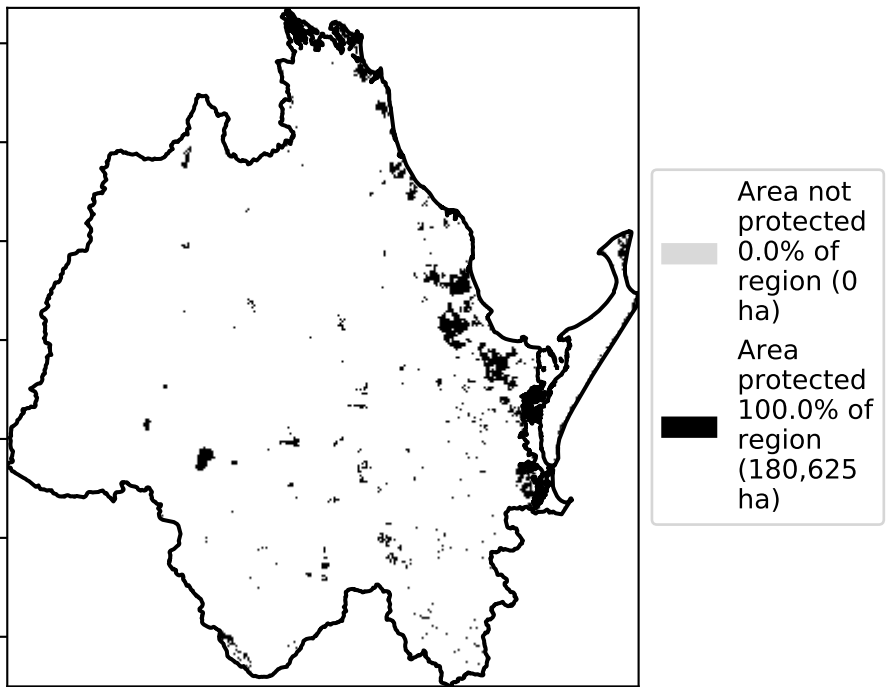 Area not
protected
0.0% of
region (0
ha)
Area
protected
100.0% of
region
(180,625
ha)